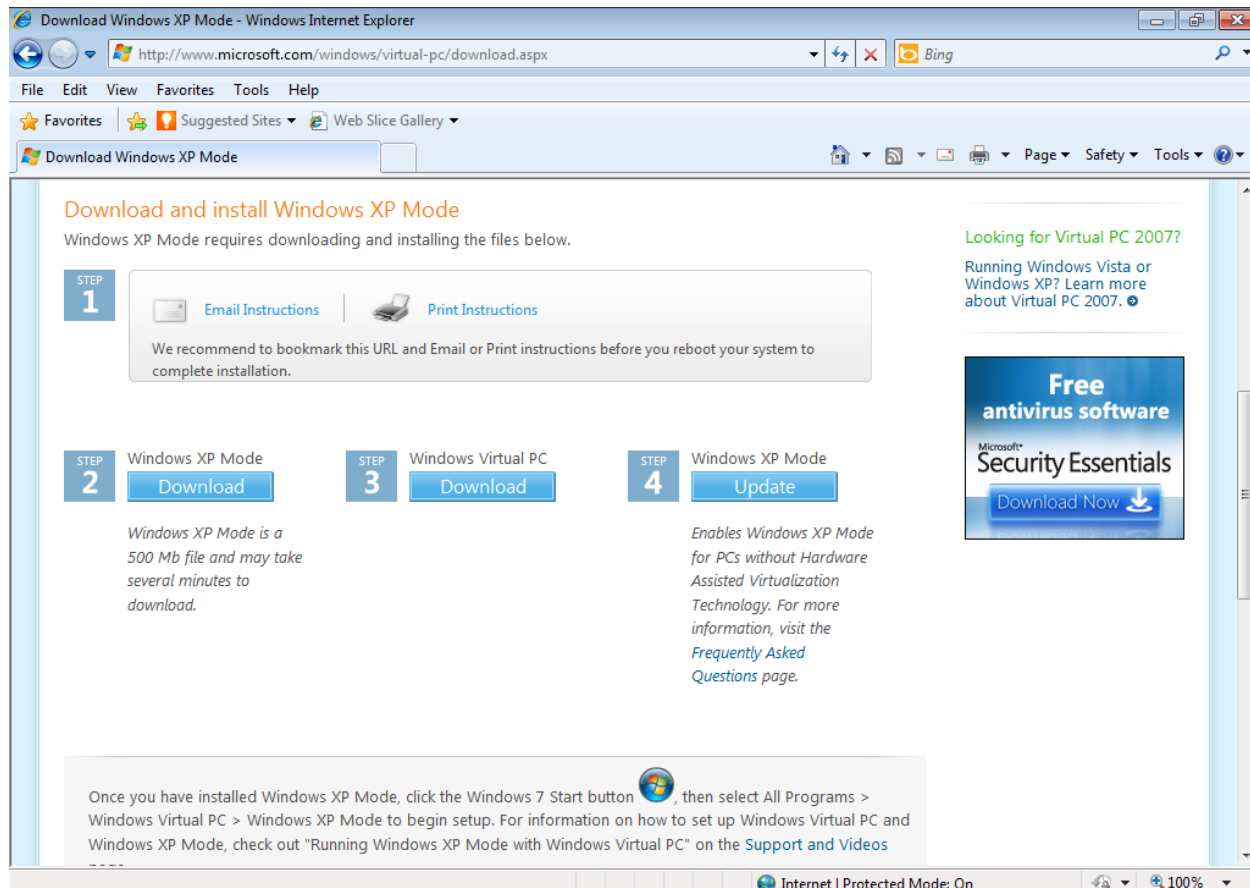 Download Windows XP Mode - Windows Internet Explorer
http://www.microsoft.com/windows/virtual-pc/download.aspx
Bing
File Edit View Favorites Tools Help
Favorites Suggested Sites Web Slice Gallery
Download Windows XP Mode
Page Safety Tools
Download and install Windows XP Mode
Windows XP Mode requires downloading and installing the files below.
STEP
1
Email Instructions
Print Instructions
We recommend to bookmark this URL and Email or Print instructions before you reboot your system to
complete installation.
STEP
2
Windows XP Mode
Download
Windows XP Mode is a
500 Mb file and may take
several minutes to
download.
STEP
3
Windows Virtual PC
Download
STEP
4
Windows XP Mode
Update
Enables Windows XP Mode
for PCs without Hardware
Assisted Virtualization
Technology. For more
information, visit the
Frequently Asked
Questions page.
Looking for Virtual PC 2007?
Running Windows Vista or
Windows XP? Learn more
about Virtual PC 2007.
Free
antivirus software
Microsoft
Security Essentials
Download Now
Once you have installed Windows XP Mode, click the Windows 7 Start button , then select All Programs >
Windows Virtual PC > Windows XP Mode to begin setup. For information on how to set up Windows Virtual PC and
Windows XP Mode, check out "Running Windows XP Mode with Windows Virtual PC" on the Support and Videos
Internet | Protected Mode: On
100%